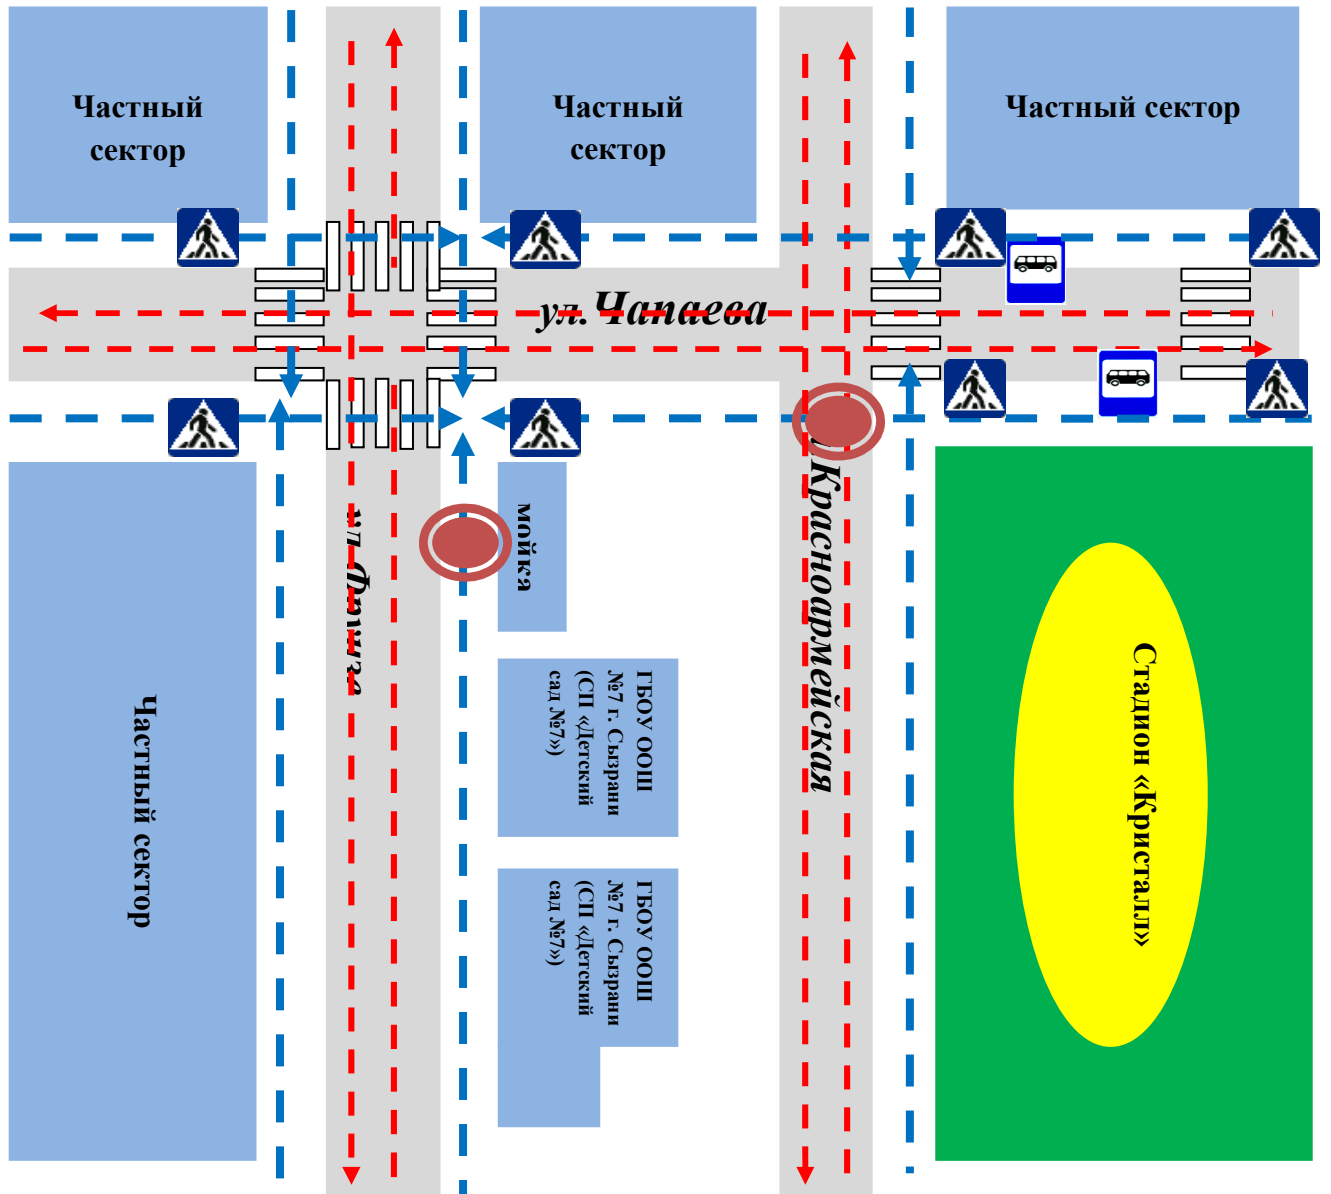 Частный
сектор
Частный
сектор
Частный сектор
ул.Чапаева
мойка
ул.Фрунзе
Красноармейская
ГБОУ ООШ
№7 г. Сызрани
(СП «Детский
сад №7»)
Частный сектор
Стадион «Кристалл»
ГБОУ ООШ
№7 г. Сызрани
(СП «Детский
сад №7»)